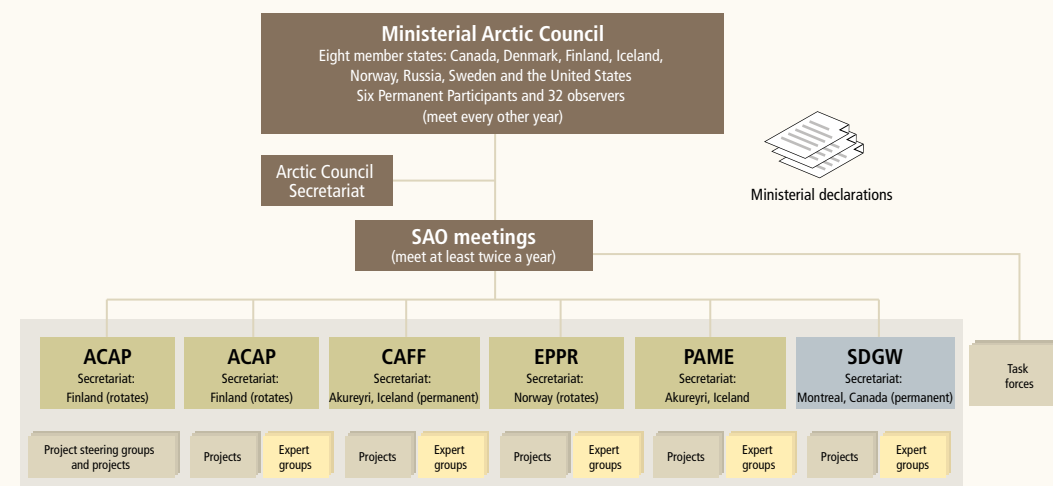 Ministerial Arctic Council
Eight member states: Canada, Denmark, Finland, Iceland,
Norway, Russia, Sweden and the United States
Six Permanent Participants and 32 observers
(meet every other year)
Ministerial declarations
Arctic Council
Secretariat
SAO meetings
(meet at least twice a year)
ACAP
Secretariat:
Finland (rotates)
ACAP
Secretariat:
Finland (rotates)
CAFF
Secretariat:
Akureyri, Iceland (permanent)
EPPR
Secretariat:
Norway (rotates)
PAME
Secretariat:
Akureyri, Iceland
SDGW
Secretariat:
Montreal, Canada (permanent)
Task
forces
Project steering groups
and projects
Projects
Expert
groups
Projects
Expert
groups
Projects
Expert
groups
Projects
Expert
groups
Projects
Expert
groups